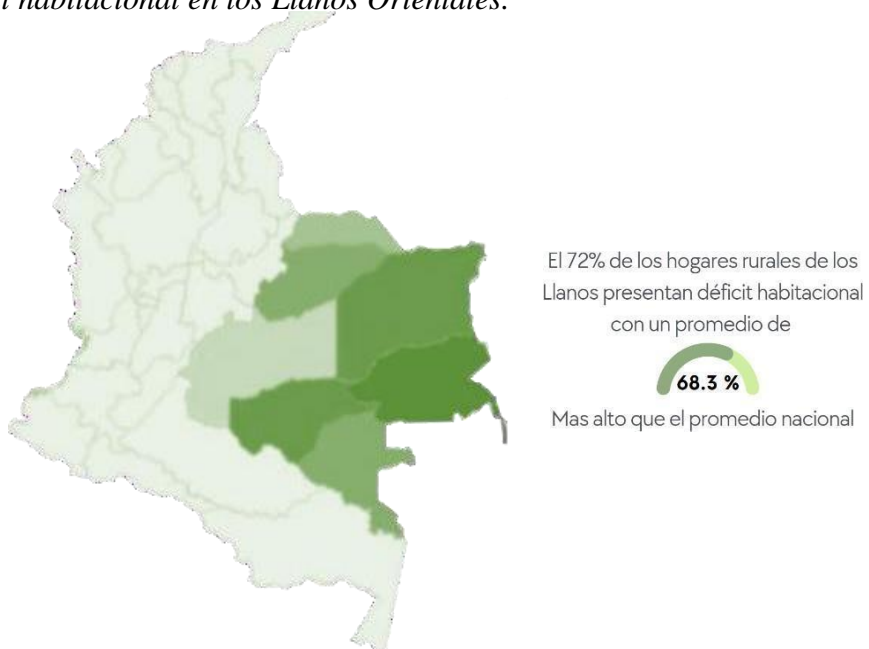 habitacional en los Llanos Orientales.
El 72% de los hogares rurales de los
Llanos presentan déficit habitacional
con un promedio de
68.3 %
Mas alto que el promedio nacional